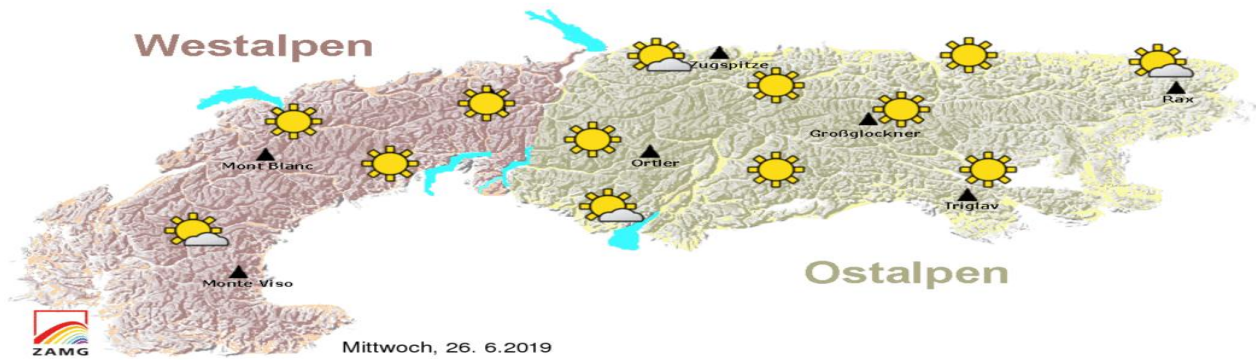 Westalpen
Zugspitze
Rax
Großglockner
Mont Blanc
Ortler
Triglav
Ostalpen
Monte Viso
ZAMG
Mittwoch, 26. 6.2019